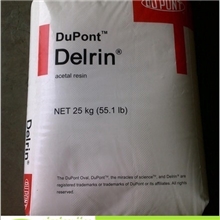 DUPONT
DuPont™
Delrin®
acetal resin
NET 25 kg (55.1 lb)
The DuPont Oval, DuPont™, The miracles of science™, and Delrin® are
registered trademarks or trademarks of DuPont or its affiliates. All rights
reserved.